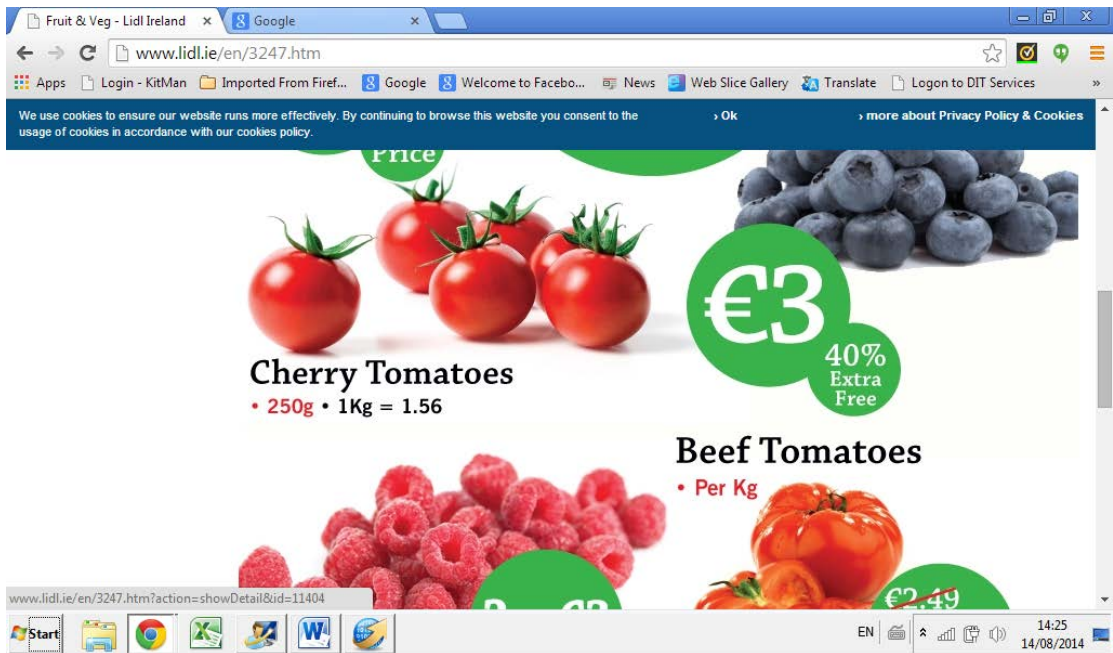 Fruit & Veg - Lidl Ireland
Google
www.lidl.ie/en/3247.htm
Apps Login - KitMan Imported From Firef... Google Welcome to Facebo... News Web Slice Gallery Translate Logon to DIT Services »
We use cookies to ensure our website runs more effectively. By continuing to browse this website you consent to the
usage of cookies in accordance with our cookies policy.
› Ok
› more about Privacy Policy & Cookies
Price
€3
40%
Extra
Free
Cherry Tomatoes
• 250g • 1Kg = 1.56
Beef Tomatoes
• Per Kg
€2.49
www.lidl.ie/en/3247.htm?action=showDetail&id=11404
Start
EN
14:25
14/08/2014